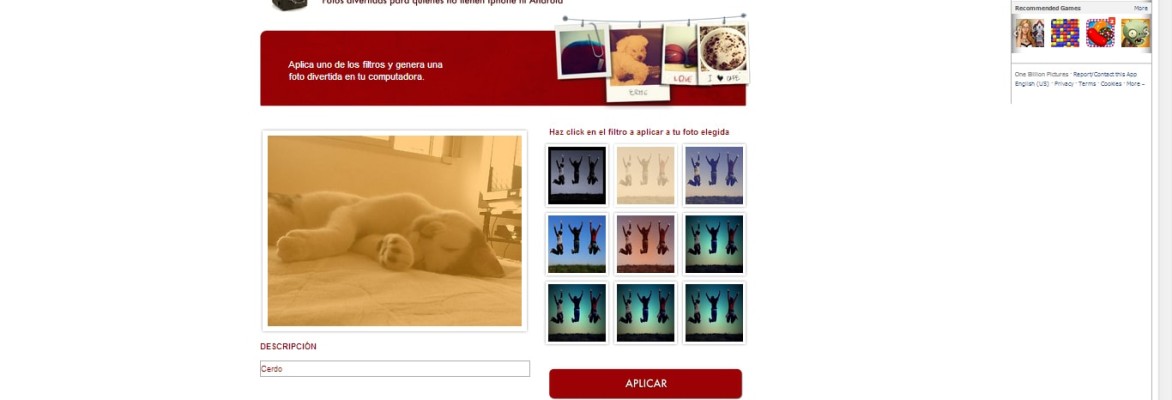 Fotos divertidas para quienes no tienen Iphone ni Android
Aplica uno de los filtros y genera una
foto divertida en tu computadora.
LOVE
I ♥ 
Haz click en el filtro a aplicar a tu foto elegida
DESCRIPCIÓN
Cerdo
APLICAR
Recommended Games
More
One Billion Pictures · Report/Contact this App
English (US) · Privacy · Terms · Cookies · More